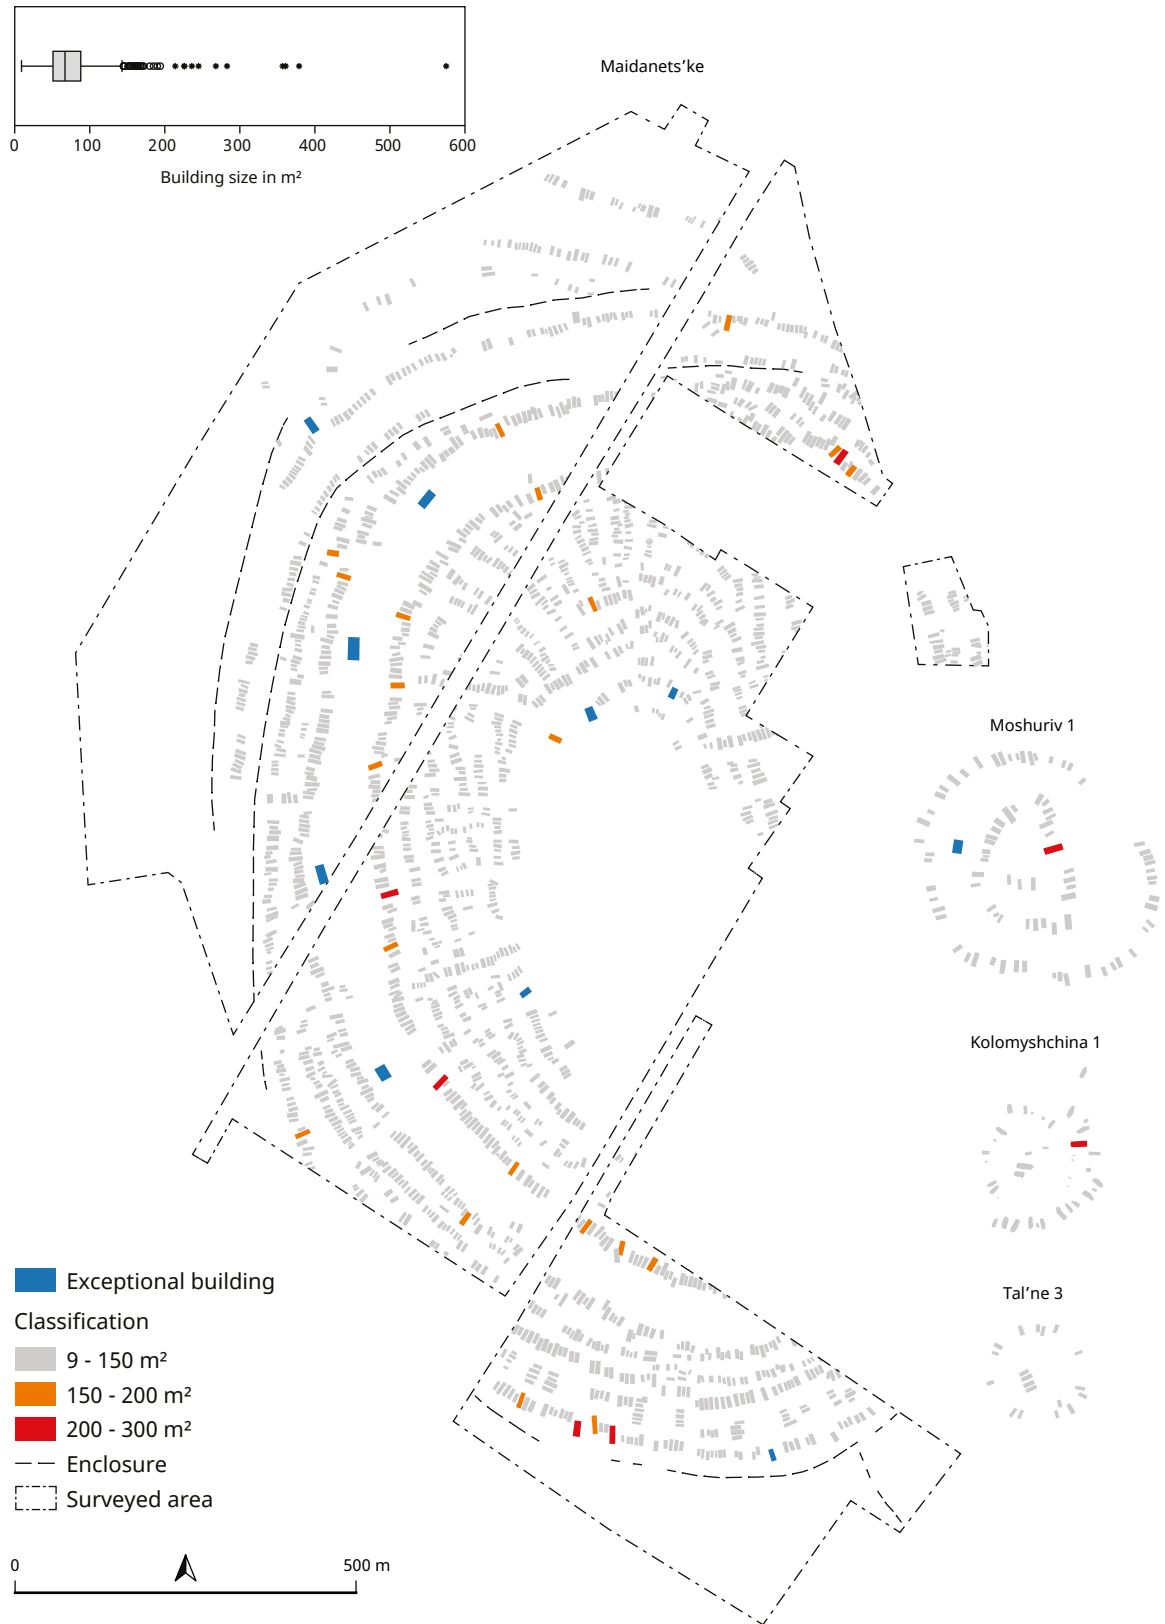 0 100 200 300 400 500 600
Building size in m²
Maidanets’ke
Moshuriv 1
Kolomyshchina 1
Tal’ne 3
Exceptional building
Classification
9 - 150 m²
150 - 200 m²
200 - 300 m²
Enclosure
Surveyed area
0 500 m